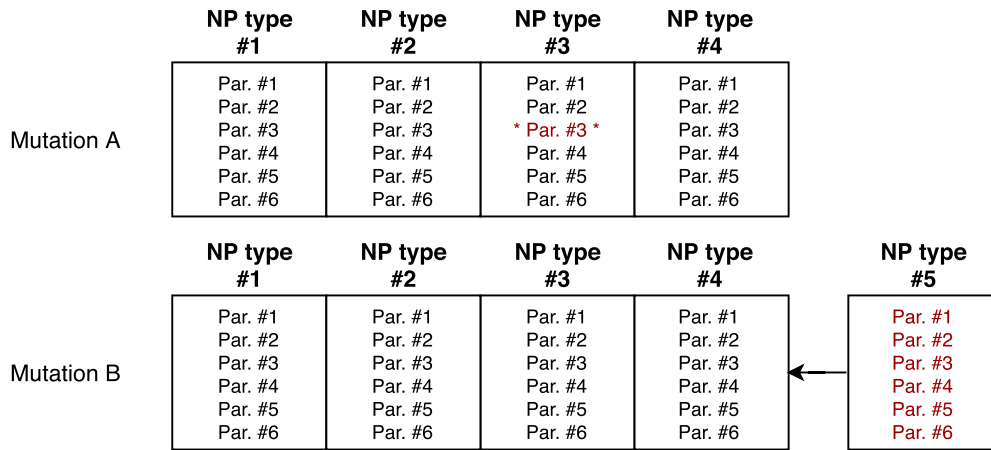 NP type #1 NP type #2 NP type #3 NP type #4
Mutation A
Par. #1 Par. #1 Par. #1 Par. #1
Par. #2 Par. #2 Par. #2 Par. #2
Par. #3 Par. #3 * Par. #3 * Par. #3
Par. #4 Par. #4 Par. #4 Par. #4
Par. #5 Par. #5 Par. #5 Par. #5
Par. #6 Par. #6 Par. #6 Par. #6
NP type #1 NP type #2 NP type #3 NP type #4 NP type #5
Mutation B
Par. #1 Par. #1 Par. #1 Par. #1 Par. #1
Par. #2 Par. #2 Par. #2 Par. #2 Par. #2
Par. #3 Par. #3 Par. #3 Par. #3 Par. #3
Par. #4 Par. #4 Par. #4 Par. #4 Par. #4
Par. #5 Par. #5 Par. #5 Par. #5 Par. #5
Par. #6 Par. #6 Par. #6 Par. #6 Par. #6